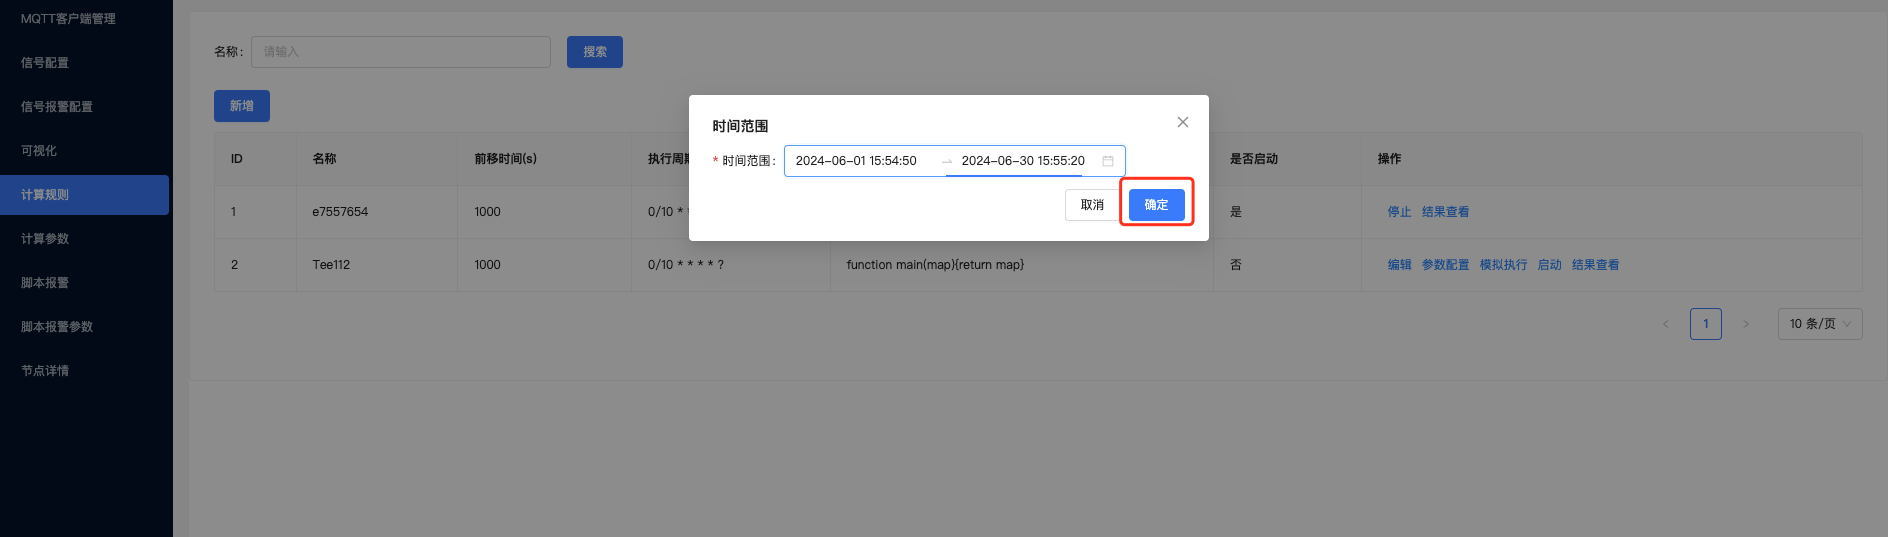 MQTT客户端管理
信号配置
信号报警配置
可视化
计算规则
计算参数
脚本报警
脚本报警参数
节点详情
名称: 请输入 搜索
新增
时间范围
* 时间范围: 2024-06-01 15:54:50 → 2024-06-30 15:55:20
取消 确定
ID 名称 前移时间(s) 执行周期 是否启动 操作
1 e7557654 1000 0/10 * * 是 停止 结果查看
2 Tee112 1000 0/10 * * * * ? function main(map){return map} 否 编辑 参数配置 模拟执行 启动 结果查看
< 1 > 10 条/页